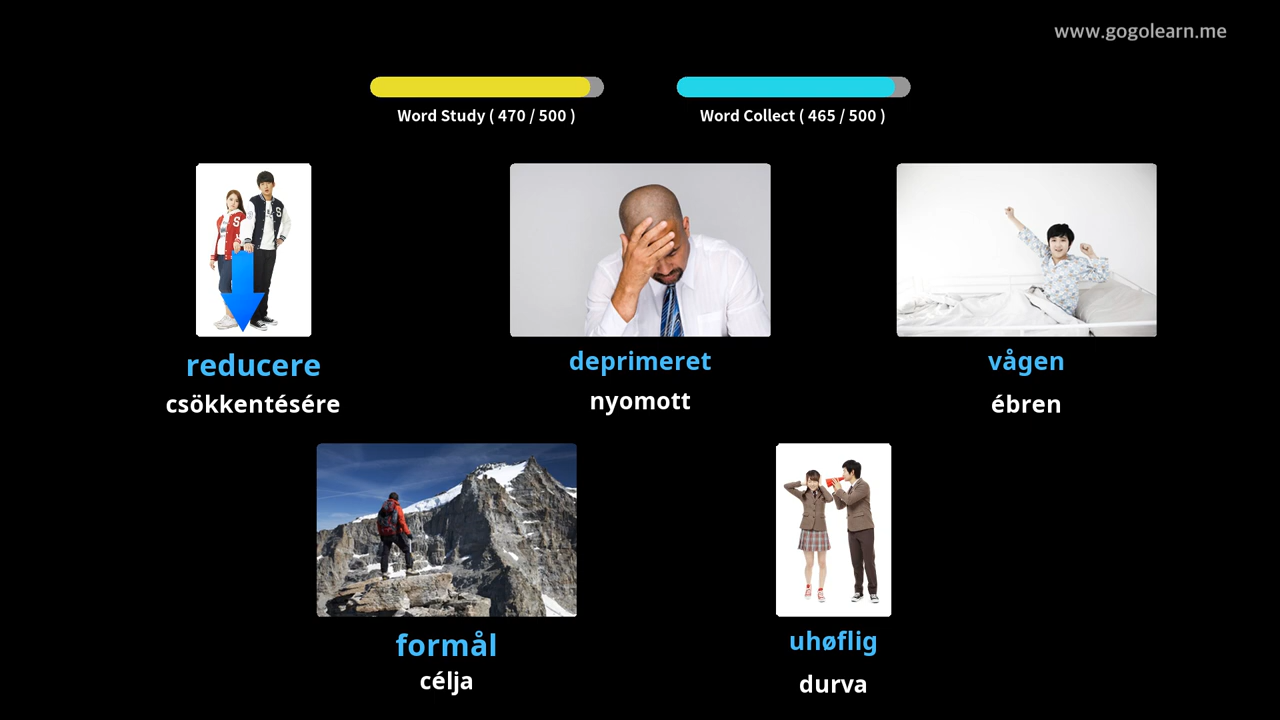 www.gogolearn.me
Word Study ( 470 / 500 )
Word Collect ( 465 / 500 )
reducere
csökkentésére
deprimeret
nyomott
vågen
ébren
formål
célja
uhøflig
durva